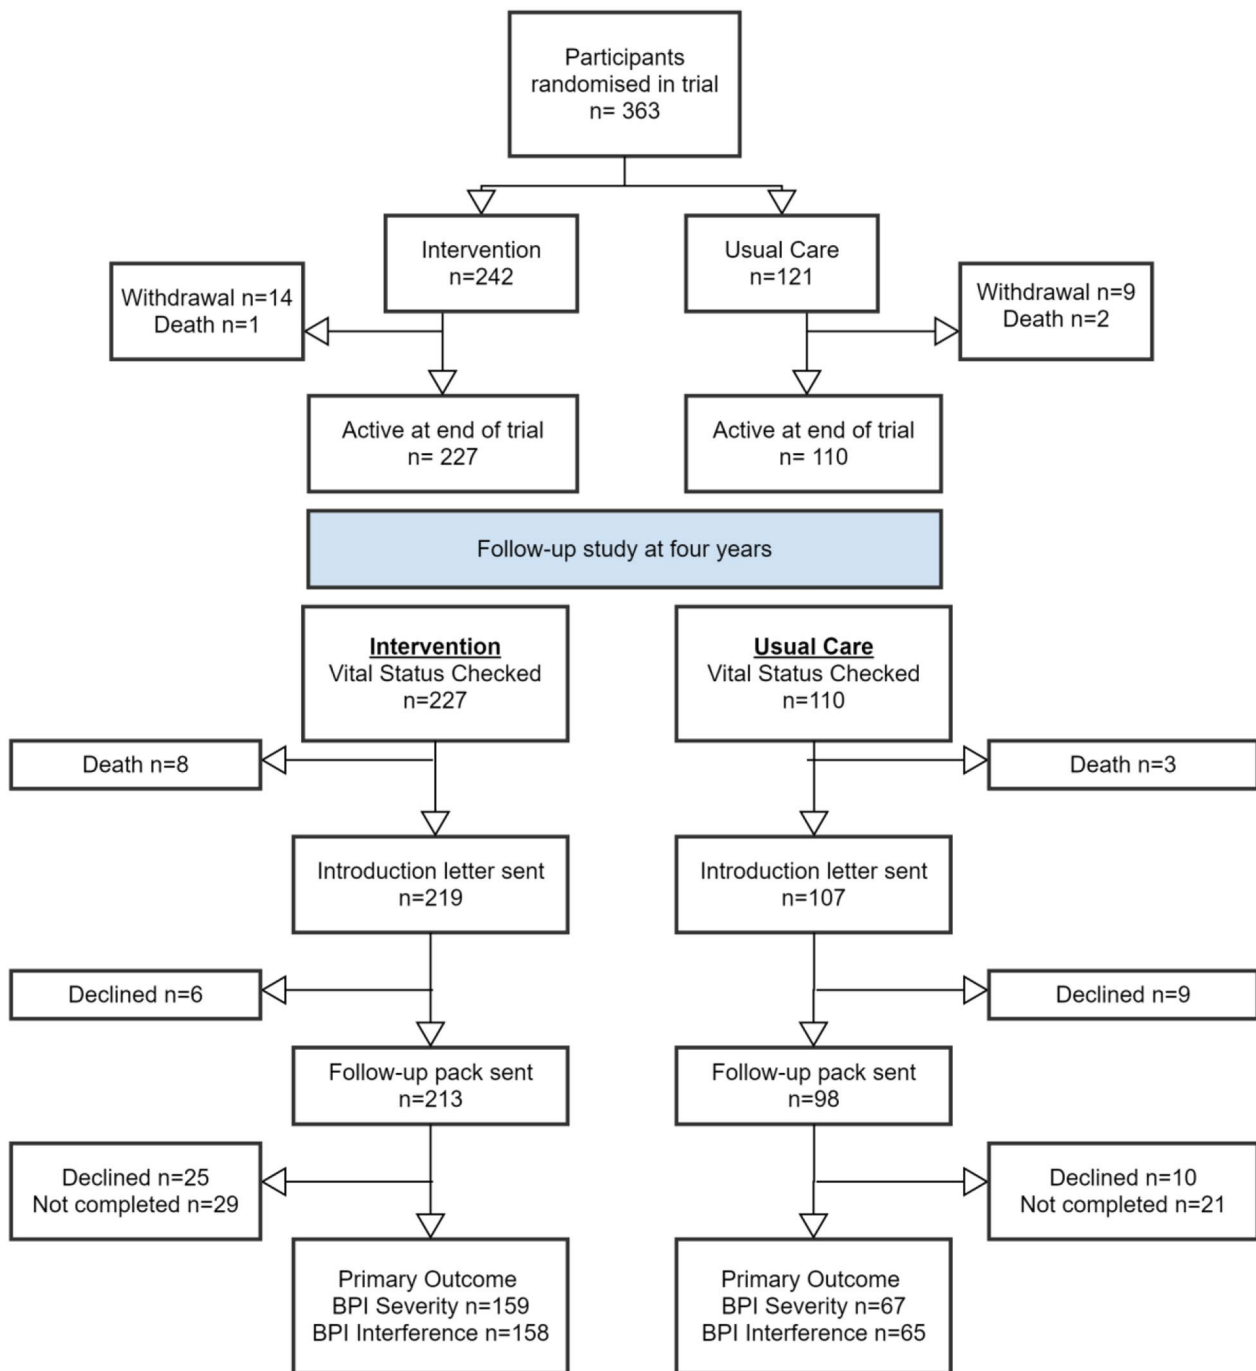 Participants
randomised in trial
n= 363
Intervention
n=242
Usual Care
n=121
Withdrawal n=14
Death n=1
Withdrawal n=9
Death n=2
Active at end of trial
n= 227
Active at end of trial
n= 110
Follow-up study at four years
Intervention
Vital Status Checked
n=227
Usual Care
Vital Status Checked
n=110
Death n=8
Death n=3
Introduction letter sent
n=219
Introduction letter sent
n=107
Declined n=6
Declined n=9
Follow-up pack sent
n=213
Follow-up pack sent
n=98
Declined n=25
Not completed n=29
Declined n=10
Not completed n=21
Primary Outcome
BPI Severity n=159
BPI Interference n=158
Primary Outcome
BPI Severity n=67
BPI Interference n=65